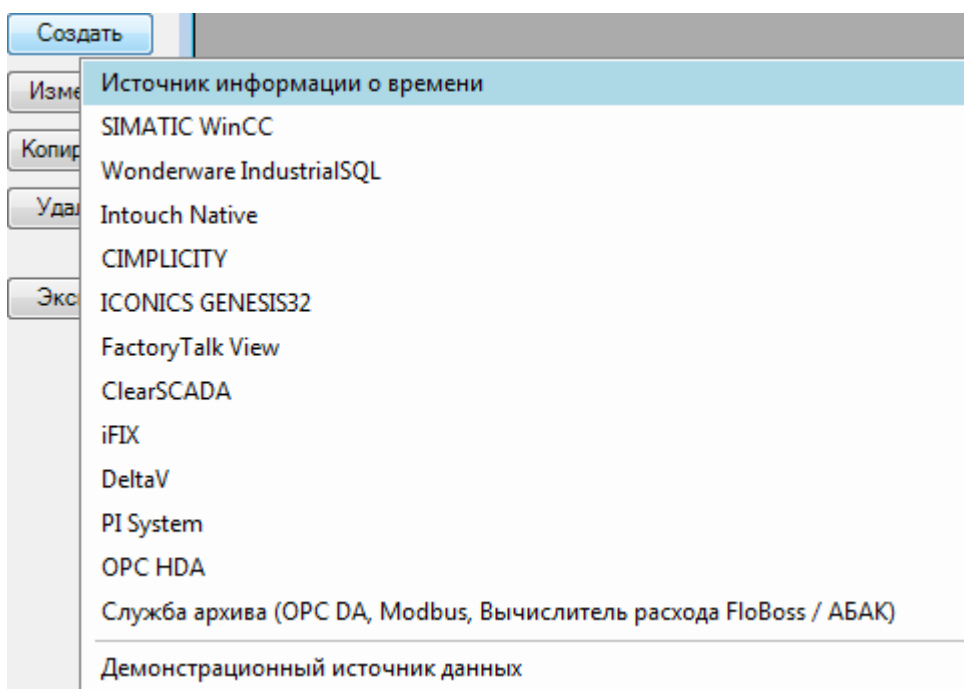 Создать
Источник информации о времени
SIMATIC WinCC
Wonderware IndustrialSQL
Intouch Native
CIMPLICITY
ICONICS GENESIS32
FactoryTalk View
ClearSCADA
iFIX
DeltaV
PI System
OPC HDA
Служба архива (OPC DA, Modbus, Вычислитель расхода FloBoss / АБАК)
Демонстрационный источник данных